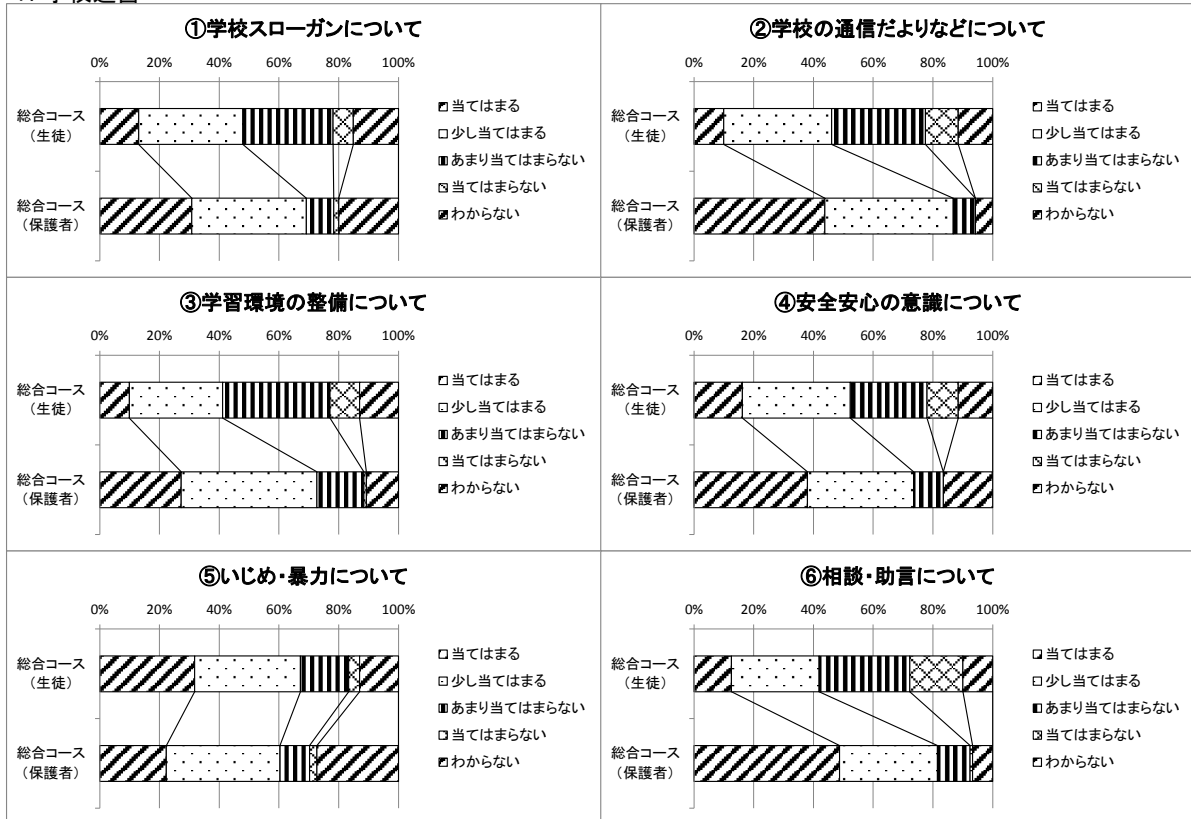 ①学校スローガンについて
0% 20% 40% 60% 80% 100%
総合コース
（生徒）
総合コース
（保護者）
当てはまる
少し当てはまる
あまり当てはまらない
当てはまらない
わからない
②学校の通信だよりなどについて
0% 20% 40% 60% 80% 100%
総合コース
（生徒）
総合コース
（保護者）
当てはまる
少し当てはまる
あまり当てはまらない
当てはまらない
わからない
③学習環境の整備について
0% 20% 40% 60% 80% 100%
総合コース
（生徒）
総合コース
（保護者）
当てはまる
少し当てはまる
あまり当てはまらない
当てはまらない
わからない
④安全安心の意識について
0% 20% 40% 60% 80% 100%
総合コース
（生徒）
総合コース
（保護者）
当てはまる
少し当てはまる
あまり当てはまらない
当てはまらない
わからない
⑤いじめ・暴力について
0% 20% 40% 60% 80% 100%
総合コース
（生徒）
総合コース
（保護者）
当てはまる
少し当てはまる
あまり当てはまらない
当てはまらない
わからない
⑥相談・助言について
0% 20% 40% 60% 80% 100%
総合コース
（生徒）
総合コース
（保護者）
当てはまる
少し当てはまる
あまり当てはまらない
当てはまらない
わからない